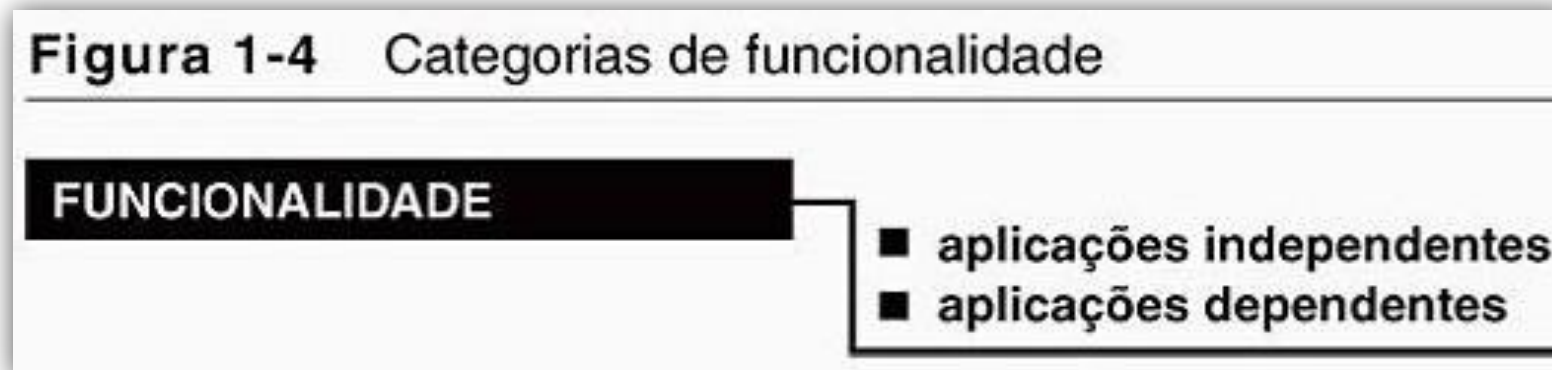 Figura 1-4 Categorias de funcionalidade
FUNCIONALIDADE
■ aplicações independentes
■ aplicações dependentes